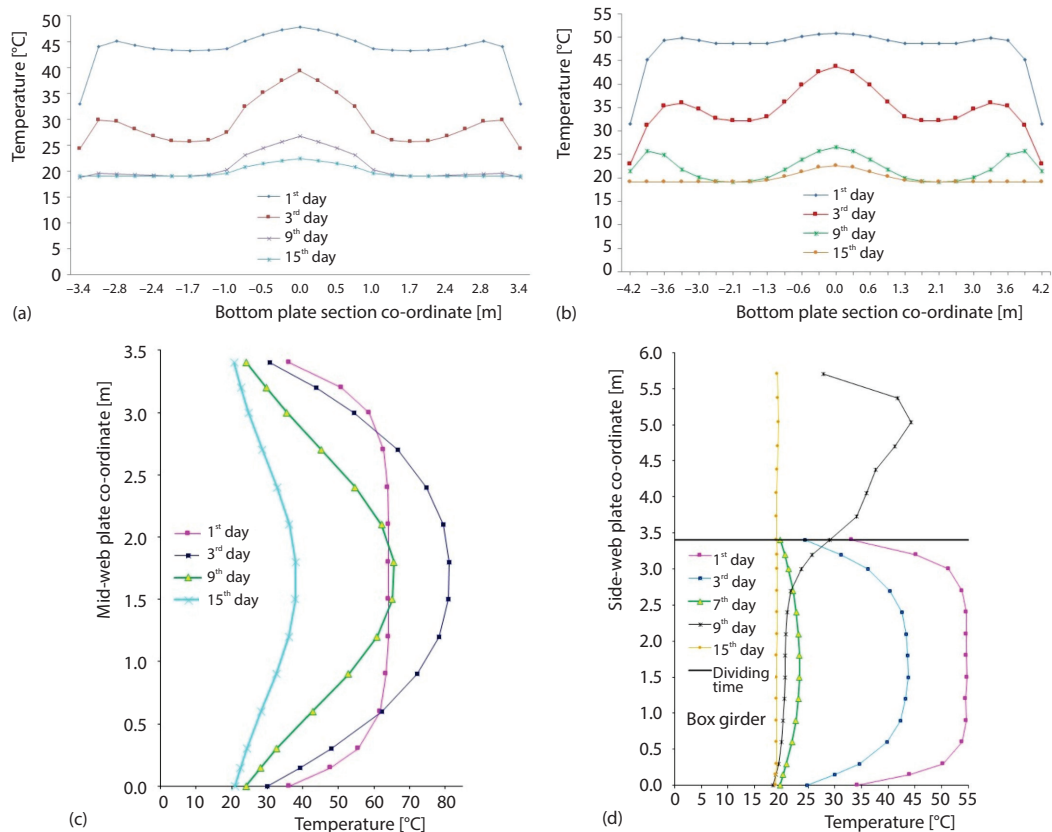 (a)
Temperature [°C]
50
45
40
35
30
25
20
15
10
5
0
1st day
3rd day
9th day
15th day
−3.4 −2.8 −2.4 −1.4 −0.5 0.0 0.5 1.0 1.7 2.4 2.8 3.4
Bottom plate section co-ordinate [m]
(b)
Temperature [°C]
55
50
45
40
35
30
25
20
15
10
5
0
1st day
3rd day
9th day
15th day
−4.2 −3.6 −3.0 −2.1 −1.3 −0.6 0.0 0.6 1.3 2.1 3.0 3.6 4.2
Bottom plate section co-ordinate [m]
(c)
Mid-web plate co-ordinate [m]
3.5
3.0
2.5
2.0
1.5
1.0
0.5
0.0
1st day
3rd day
9th day
15th day
0 10 20 30 40 50 60 70 80
Temperature [°C]
(d)
Side-web plate co-ordinate [m]
6.0
5.5
5.0
4.5
4.0
3.5
3.0
2.5
2.0
1.5
1.0
0.5
0.0
1st day
3rd day
7th day
9th day
15th day
Dividing
time
Box girder
0 5 10 15 20 25 30 35 40 45 50 55
Temperature [°C]